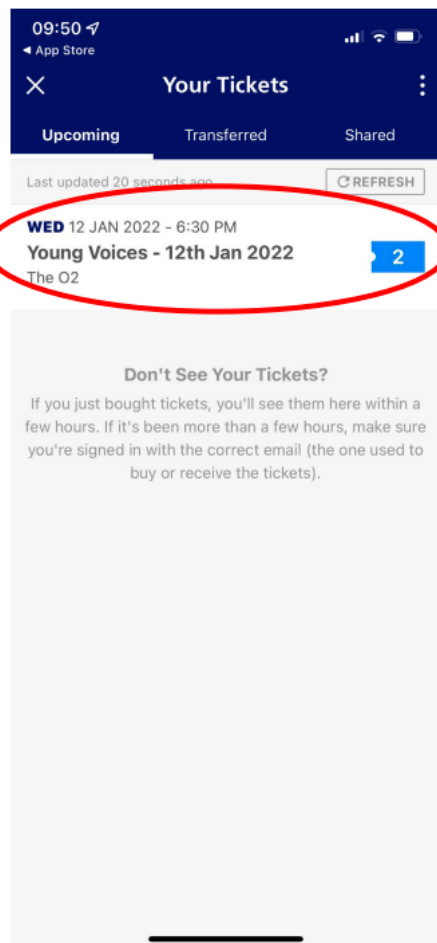 09:50
App Store
Your Tickets
Upcoming Transferred Shared
Last updated 20 seconds ago REFRESH
WED 12 JAN 2022 - 6:30 PM
Young Voices - 12th Jan 2022
2
The O2
Don't See Your Tickets?
If you just bought tickets, you'll see them here within a
few hours. If it's been more than a few hours, make sure
you're signed in with the correct email (the one used to
buy or receive the tickets).